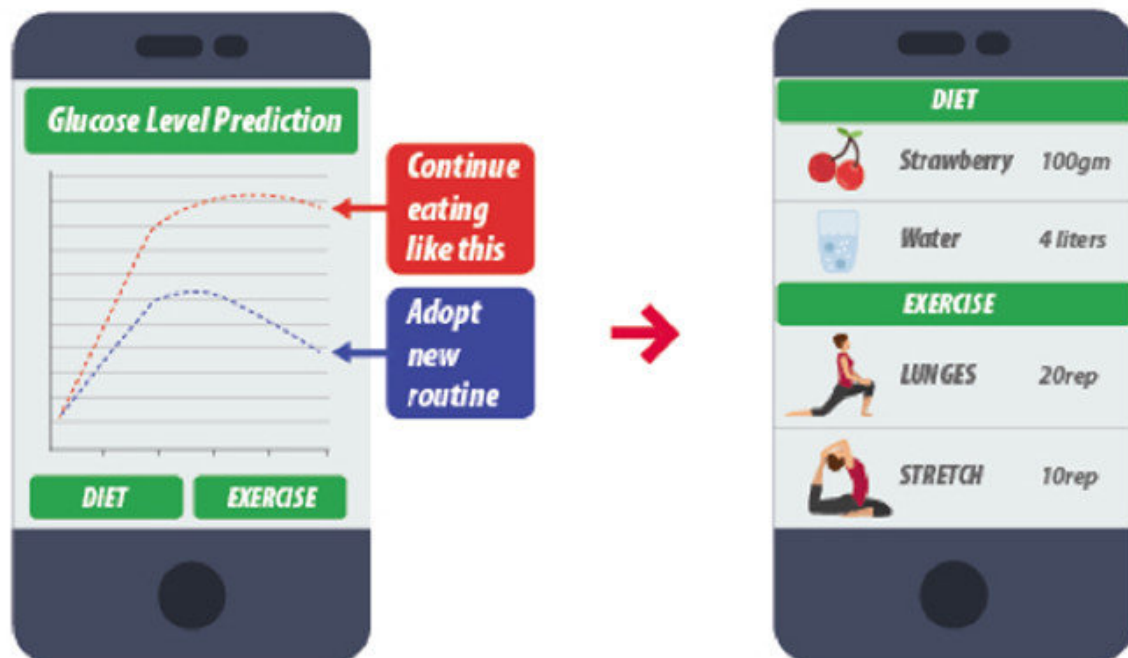 Glucose Level Prediction
Continue
eating
like this
Adopt
new
routine
DIET
EXERCISE
DIET
Strawberry 100gm
Water 4 liters
EXERCISE
LUNGES 20rep
STRETCH 10rep